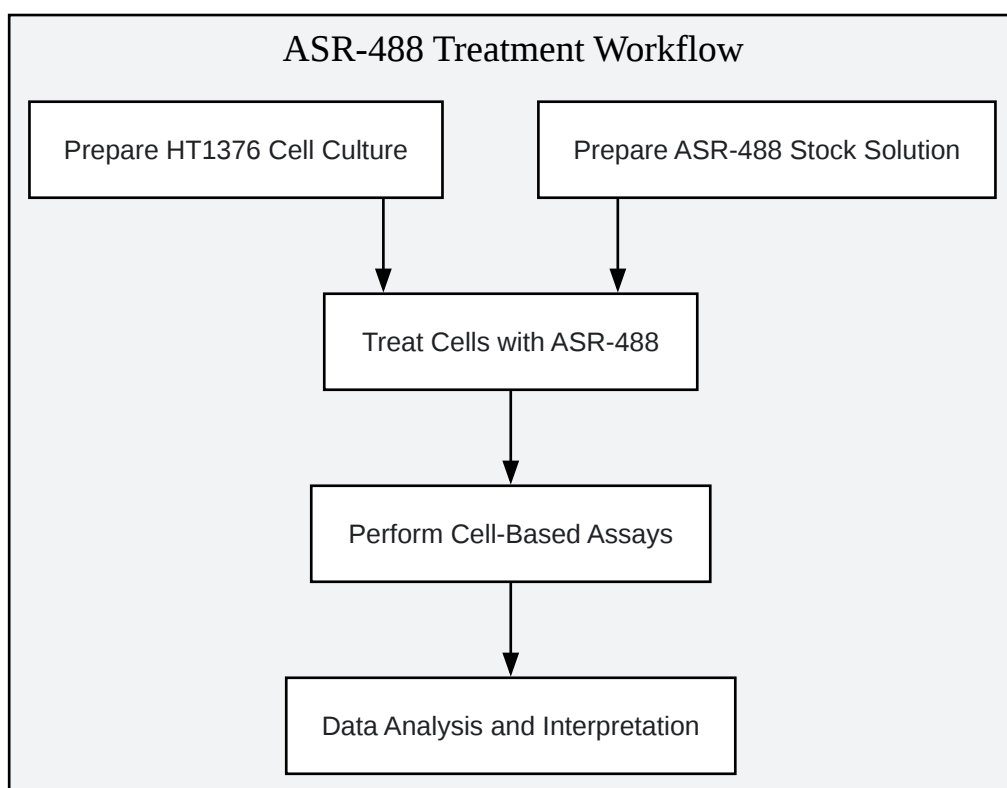 ASR-488 Treatment Workflow
Prepare HT1376 Cell Culture
Prepare ASR-488 Stock Solution
Treat Cells with ASR-488
Perform Cell-Based Assays
Data Analysis and Interpretation